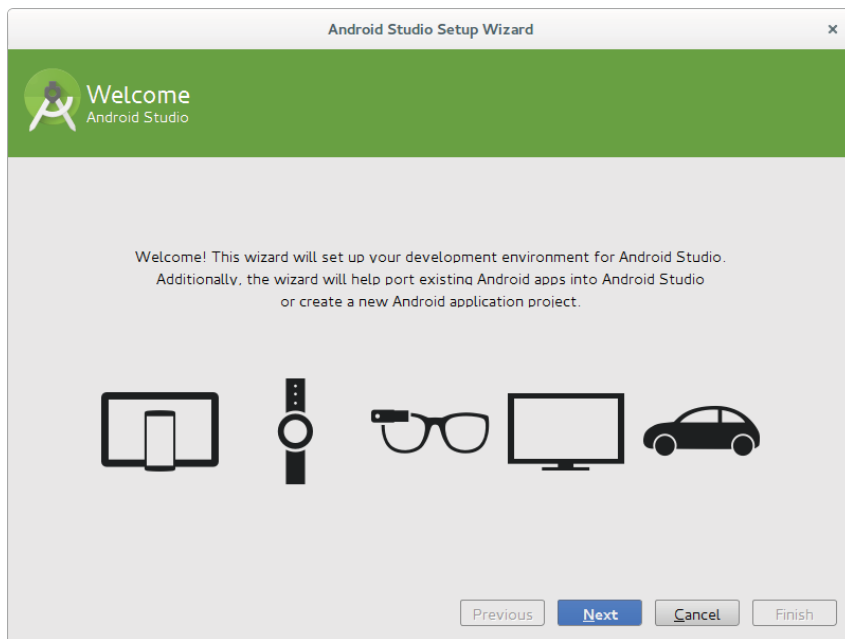 Android Studio Setup Wizard
Welcome
Android Studio
Welcome! This wizard will set up your development environment for Android Studio.
Additionally, the wizard will help port existing Android apps into Android Studio
or create a new Android application project.
Previous Next Cancel Finish